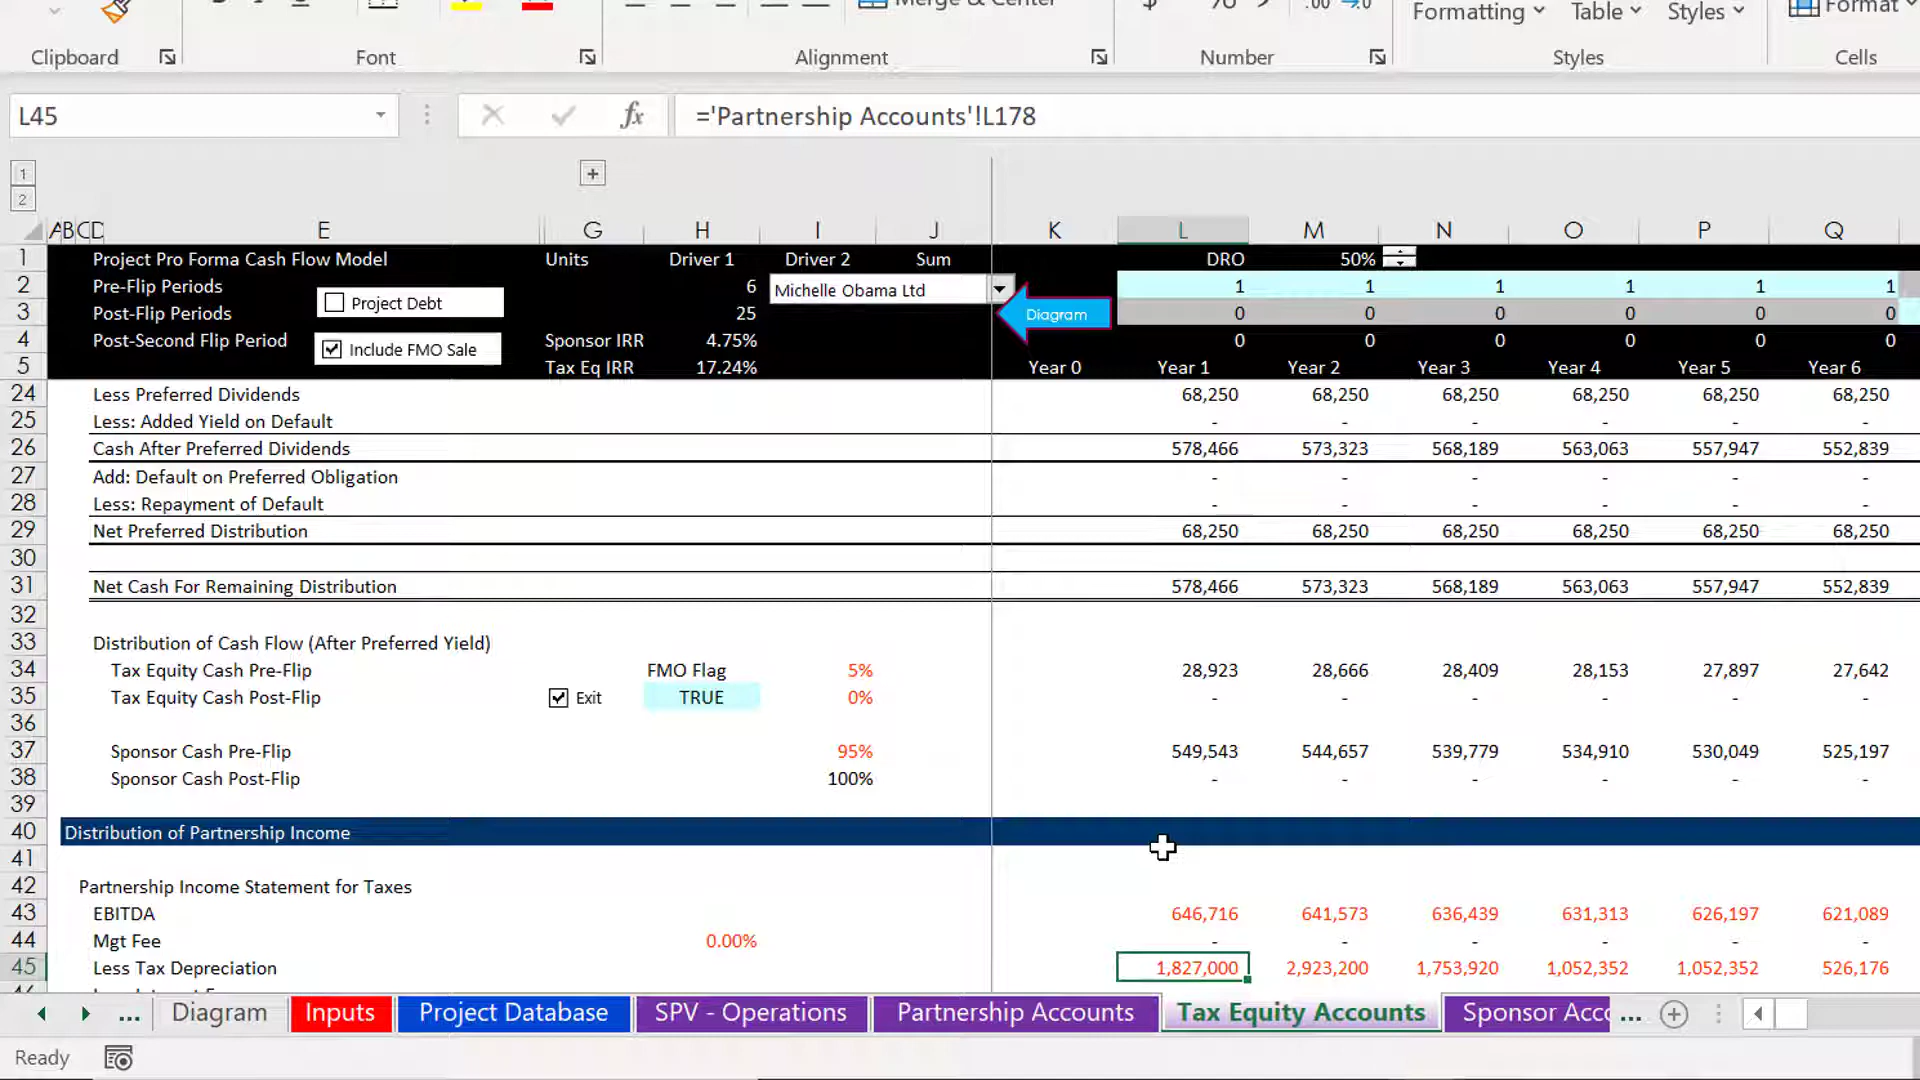 Merge & Center
$ % .00 →0
Formatting Table Styles Format
Clipboard Font Alignment Number Styles Cells
L45 fx ='Partnership Accounts'!L178
1
2
+
A B C D E G H I J K L M N O P Q
1 Project Pro Forma Cash Flow Model Units Driver 1 Driver 2 Sum DRO 50%
2 Pre-Flip Periods 6 Michelle Obama Ltd 1 1 1 1 1 1
Project Debt
3 Post-Flip Periods 25 Diagram 0 0 0 0 0 0
4 Post-Second Flip Period Include FMO Sale Sponsor IRR 4.75% 0 0 0 0 0 0
5 Tax Eq IRR 17.24% Year 0 Year 1 Year 2 Year 3 Year 4 Year 5 Year 6
24 Less Preferred Dividends 68,250 68,250 68,250 68,250 68,250 68,250
25 Less: Added Yield on Default - - - - - -
26 Cash After Preferred Dividends 578,466 573,323 568,189 563,063 557,947 552,839
27 Add: Default on Preferred Obligation - - - - - -
28 Less: Repayment of Default - - - - - -
29 Net Preferred Distribution 68,250 68,250 68,250 68,250 68,250 68,250
30
31 Net Cash For Remaining Distribution 578,466 573,323 568,189 563,063 557,947 552,839
32
33 Distribution of Cash Flow (After Preferred Yield)
34 Tax Equity Cash Pre-Flip FMO Flag 5% 28,923 28,666 28,409 28,153 27,897 27,642
35 Tax Equity Cash Post-Flip Exit TRUE 0% - - - - - -
36
37 Sponsor Cash Pre-Flip 95% 549,543 544,657 539,779 534,910 530,049 525,197
38 Sponsor Cash Post-Flip 100% - - - - - -
39
40 Distribution of Partnership Income
41
42 Partnership Income Statement for Taxes
43 EBITDA 646,716 641,573 636,439 631,313 626,197 621,089
44 Mgt Fee 0.00% - - - - - -
45 Less Tax Depreciation 1,827,000 2,923,200 1,753,920 1,052,352 1,052,352 526,176
... Diagram Inputs Project Database SPV - Operations Partnership Accounts Tax Equity Accounts Sponsor Acc ...
Ready